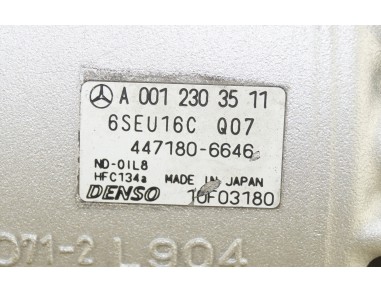 A 001 230 35 11
6SEU16C Q07
447180-6646
ND-OIL8
HFC134a MADE IN JAPAN
DENSO 10F03180
071-2 L904